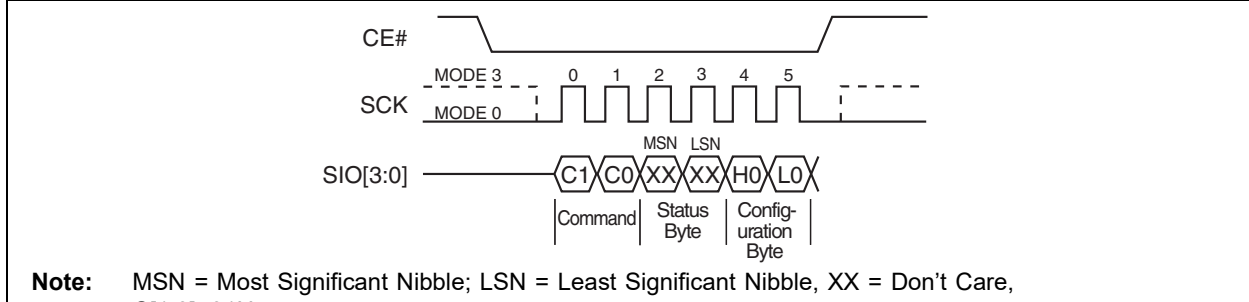 CE#
MODE 3 0 1 2 3 4 5
SCK
MODE 0
MSN LSN
SIO[3:0] C1 C0 XX XX H0 L0
Command Status Byte Config-uration Byte
Note: MSN = Most Significant Nibble; LSN = Least Significant Nibble, XX = Don't Care,